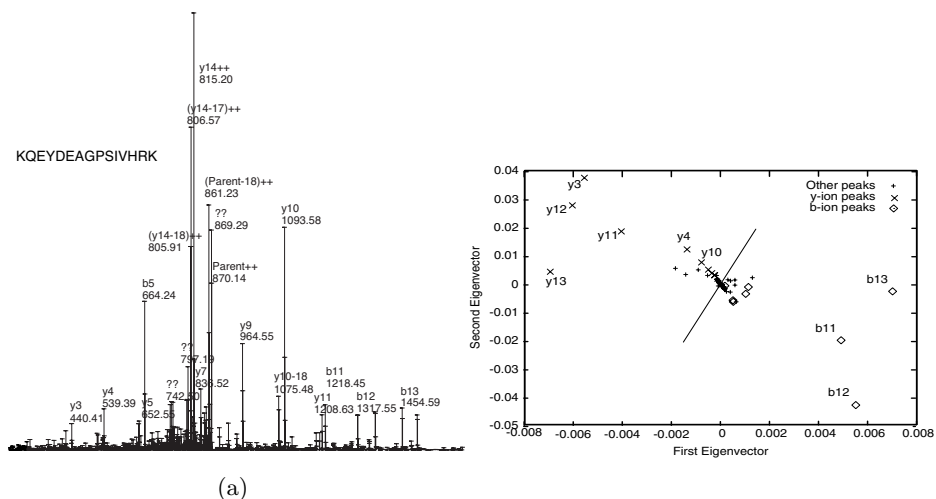 y14++
815.20
(y14-17)++
806.57
KQEYDEAGPSIVHRK
(Parent-18)++
861.23
??
869.29
y10
1093.58
(y14-18)++
805.91
Parent++
870.14
b5
664.24
y9
964.55
??
797.19
y7
836.52
y10-18
1075.48
b11
1218.45
??
742.50
y4
539.39
y5
652.55
y3
440.41
y11
1208.63
b12
1317.55
b13
1454.59
(a)
0.04
0.03
0.02
0.01
0
-0.01
-0.02
-0.03
-0.04
-0.05
Second Eigenvector
y3
y12
y11
y4
y10
y13
Other peaks
y-ion peaks
b-ion peaks
b13
b11
b12
-0.008 -0.006 -0.004 -0.002 0 0.002 0.004 0.006 0.008
First Eigenvector